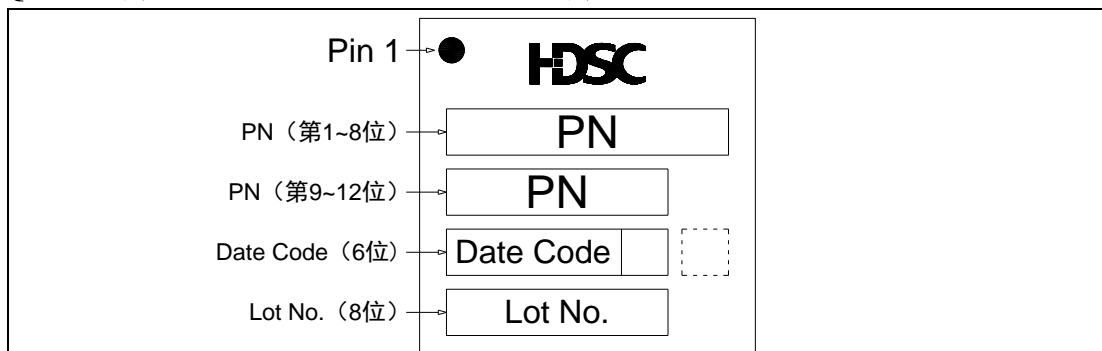 Pin 1
HDSC
PN（第1~8位） PN
PN（第9~12位） PN
Date Code（6位） Date Code
Lot No.（8位） Lot No.